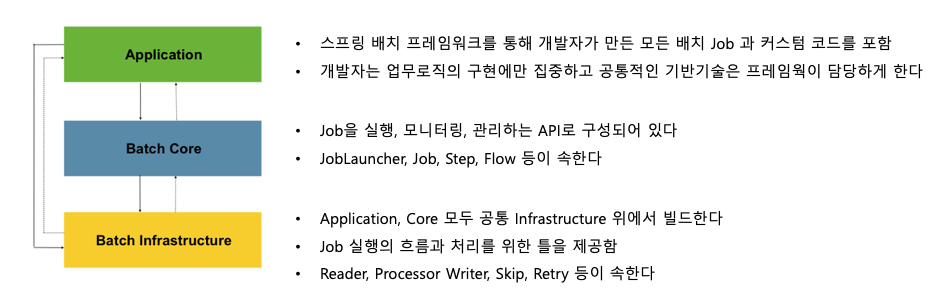 Application
• 스프링 배치 프레임워크를 통해 개발자가 만든 모든 배치 Job 과 커스텀 코드를 포함
• 개발자는 업무로직의 구현에만 집중하고 공통적인 기반기술은 프레임웍이 담당하게 한다
Batch Core
• Job을 실행, 모니터링, 관리하는 API로 구성되어 있다
• JobLauncher, Job, Step, Flow 등이 속한다
Batch Infrastructure
• Application, Core 모두 공통 Infrastructure 위에서 빌드한다
• Job 실행의 흐름과 처리를 위한 틀을 제공함
• Reader, Processor Writer, Skip, Retry 등이 속한다